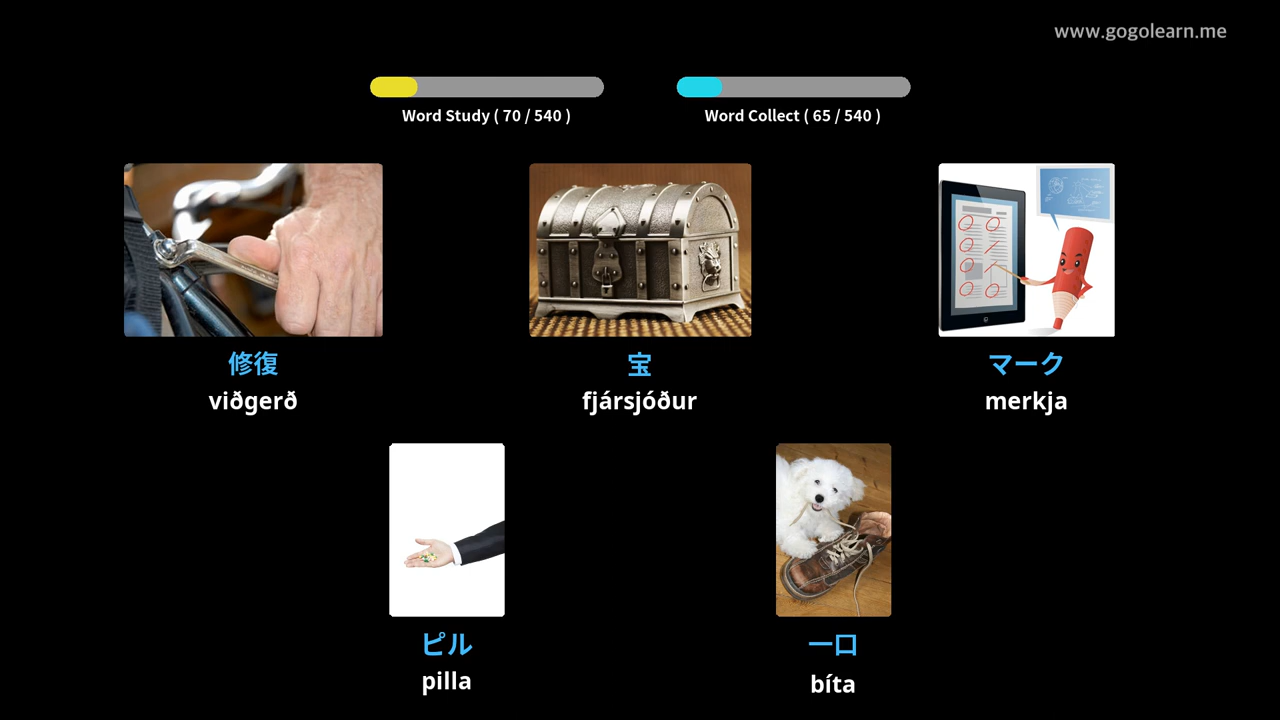 www.gogolearn.me
Word Study ( 70 / 540 )
Word Collect ( 65 / 540 )
修復
viðgerð
宝
fjársjóður
マーク
merkja
ピル
pilla
一口
bíta